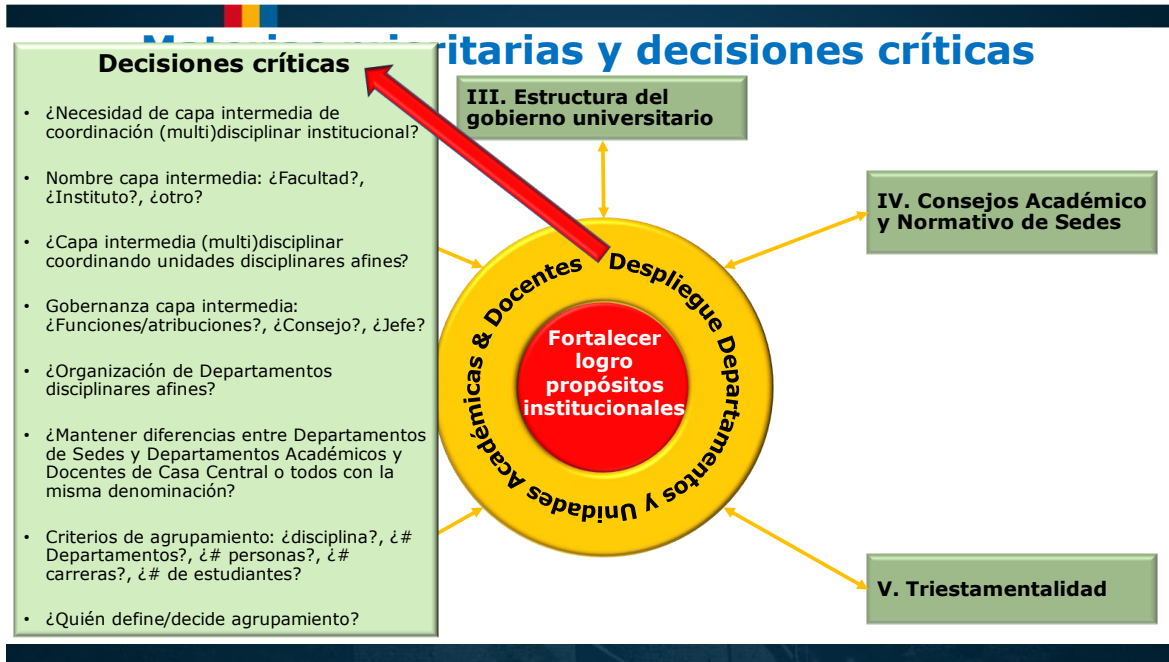 itarias y decisiones críticas
Decisiones críticas
• ¿Necesidad de capa intermedia de
coordinación (multi)disciplinar institucional?
• Nombre capa intermedia: ¿Facultad?,
¿Instituto?, ¿otro?
• ¿Capa intermedia (multi)disciplinar
coordinando unidades disciplinares afines?
• Gobernanza capa intermedia:
¿Funciones/atribuciones?, ¿Consejo?, ¿Jefe?
• ¿Organización de Departamentos
disciplinares afines?
• ¿Mantener diferencias entre Departamentos
de Sedes y Departamentos Académicos y
Docentes de Casa Central o todos con la
misma denominación?
• Criterios de agrupamiento: ¿disciplina?, ¿#
Departamentos?, ¿# personas?, ¿#
carreras?, ¿# de estudiantes?
• ¿Quién define/decide agrupamiento?
III. Estructura del
gobierno universitario
IV. Consejos Académico
y Normativo de Sedes
Despliegue Departamentos y Unidades Académicas & Docentes
Fortalecer
logro
propósitos
institucionales
V. Triestamentalidad